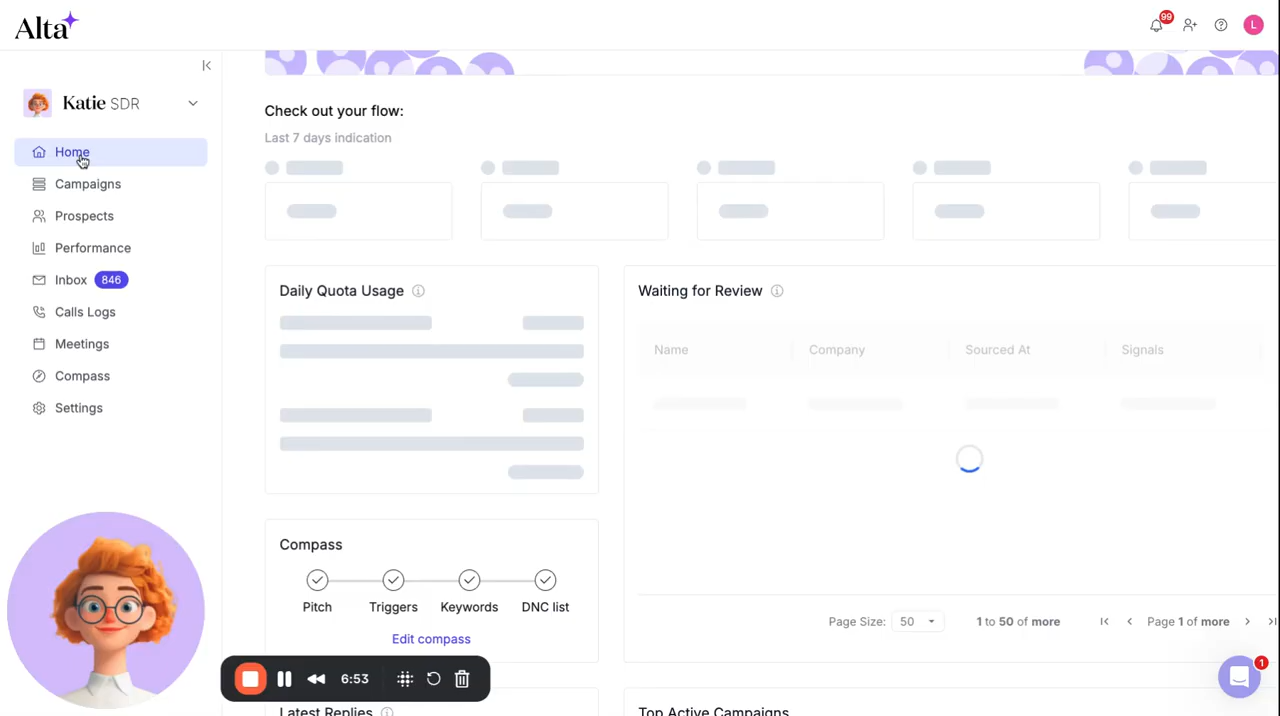 Alta
99
L
Katie SDR
Home
Campaigns
Prospects
Performance
Inbox 846
Calls Logs
Meetings
Compass
Settings
Check out your flow:
Last 7 days indication
Daily Quota Usage
Waiting for Review
Name Company Sourced At Signals
Compass
Pitch Triggers Keywords DNC list
Edit compass
Page Size: 50 1 to 50 of more Page 1 of more
6:53
1
Latest Replies
Top Active Campaigns